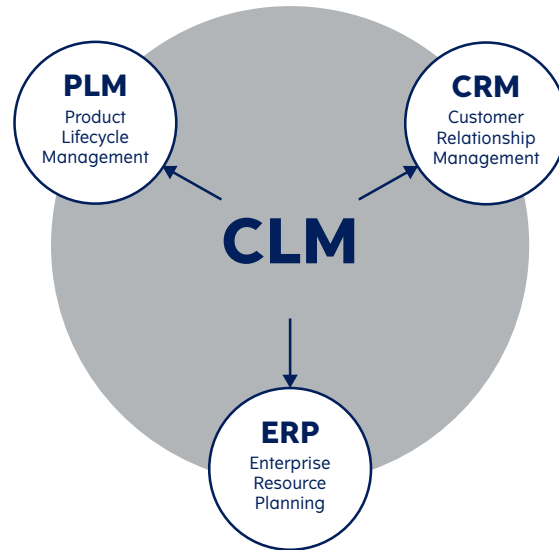 PLM
Product
Lifecycle
Management
CRM
Customer
Relationship
Management
CLM
ERP
Enterprise
Resource
Planning